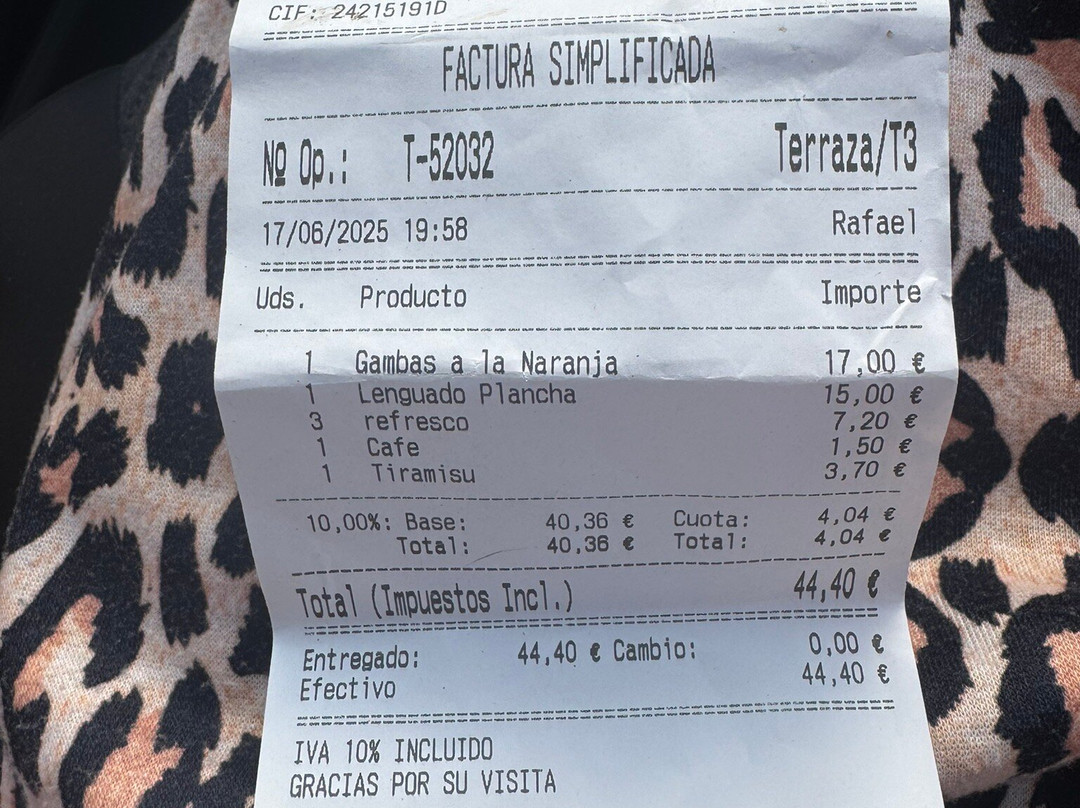 CIF: 24215191D
FACTURA SIMPLIFICADA
Nº Op.: T-52032 Terraza/T3
17/06/2025 19:58 Rafael
Uds. Producto Importe
1 Gambas a la Naranja 17,00 €
1 Lenguado Plancha 15,00 €
3 refresco 7,20 €
1 Cafe 1,50 €
1 Tiramisu 3,70 €
10,00%: Base: 40,36 € Cuota: 4,04 €
Total: 40,36 € Total: 4,04 €
Total (Impuestos Incl.) 44,40 €
Entregado: 44,40 € Cambio: 0,00 €
Efectivo 44,40 €
IVA 10% INCLUIDO
GRACIAS POR SU VISITA